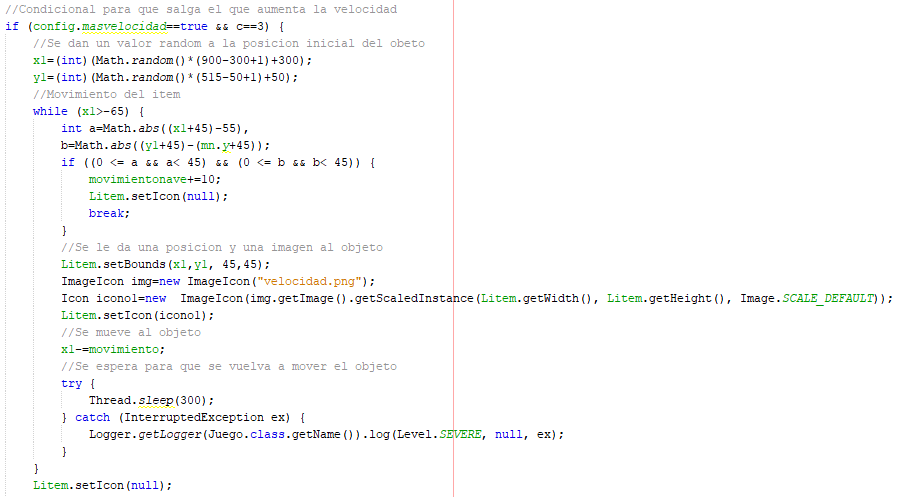 //Condicional para que salga el que aumenta la velocidad
if (config.masvelocidad==true && c==3) {
//Se dan un valor random a la posicion inicial del obeto
x1=(int)(Math.random()*(900-300+1)+300);
y1=(int)(Math.random()*(515-50+1)+50);
//Movimiento del item
while (x1>-65) {
int a=Math.abs((x1+45)-55),
b=Math.abs((y1+45)-(mn.y+45));
if ((0 <= a && a< 45) && (0 <= b && b< 45)) {
movimientonave+=10;
Litem.setIcon(null);
break;
}
//Se le da una posicion y una imagen al objeto
Litem.setBounds(x1,y1, 45,45);
ImageIcon img=new ImageIcon("velocidad.png");
Icon icono1=new  ImageIcon(img.getImage().getScaledInstance(Litem.getWidth(), Litem.getHeight(), Image.SCALE_DEFAULT));
Litem.setIcon(icono1);
//Se mueve al objeto
x1-=movimiento;
//Se espera para que se vuelva a mover el objeto
try {
Thread.sleep(300);
} catch (InterruptedException ex) {
Logger.getLogger(Juego.class.getName()).log(Level.SEVERE, null, ex);
}
}
Litem.setIcon(null);